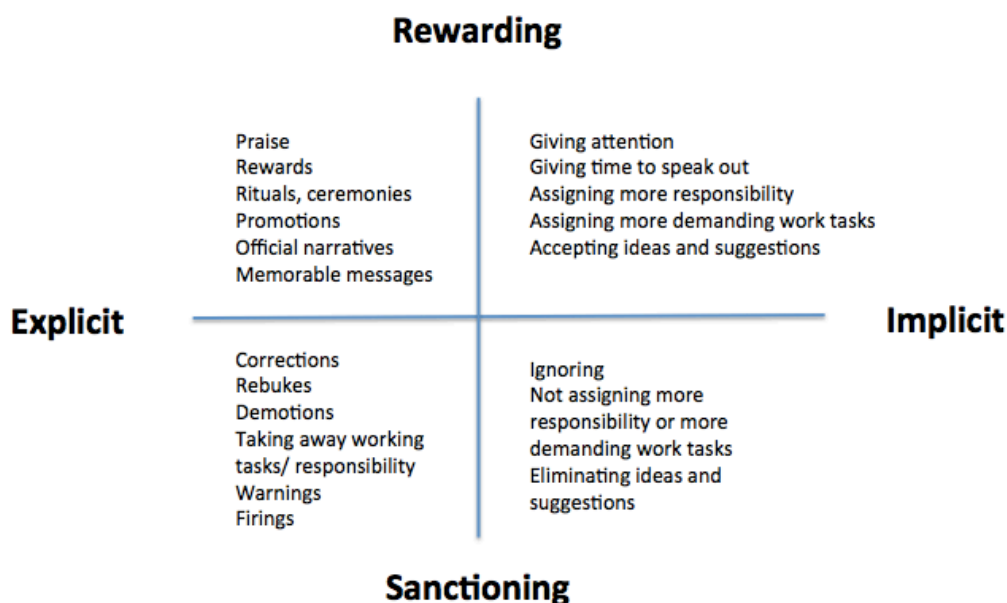 Rewarding
Praise
Rewards
Rituals, ceremonies
Promotions
Official narratives
Memorable messages
Giving attention
Giving time to speak out
Assigning more responsibility
Assigning more demanding work tasks
Accepting ideas and suggestions
Explicit
Implicit
Corrections
Rebukes
Demotions
Taking away working
tasks/ responsibility
Warnings
Firings
Ignoring
Not assigning more
responsibility or more
demanding work tasks
Eliminating ideas and
suggestions
Sanctioning